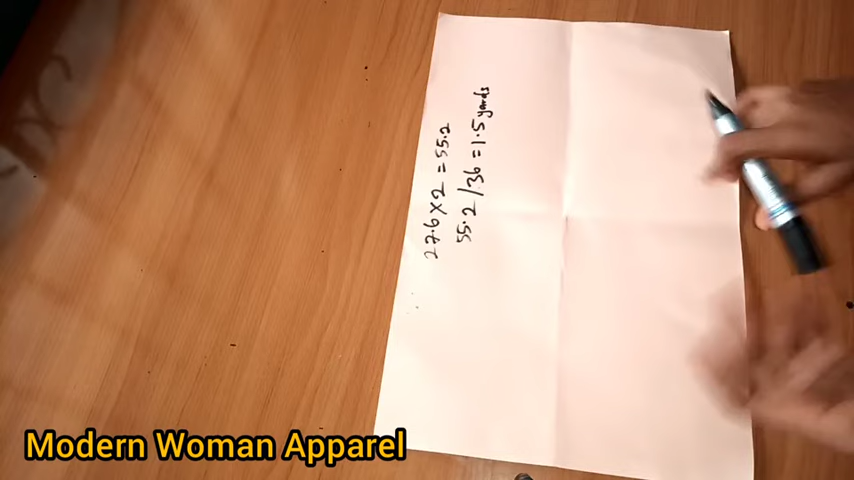 27.6 x 2 = 55.2
55.2 / 36 = 1.5 yards
Modern Woman Apparel